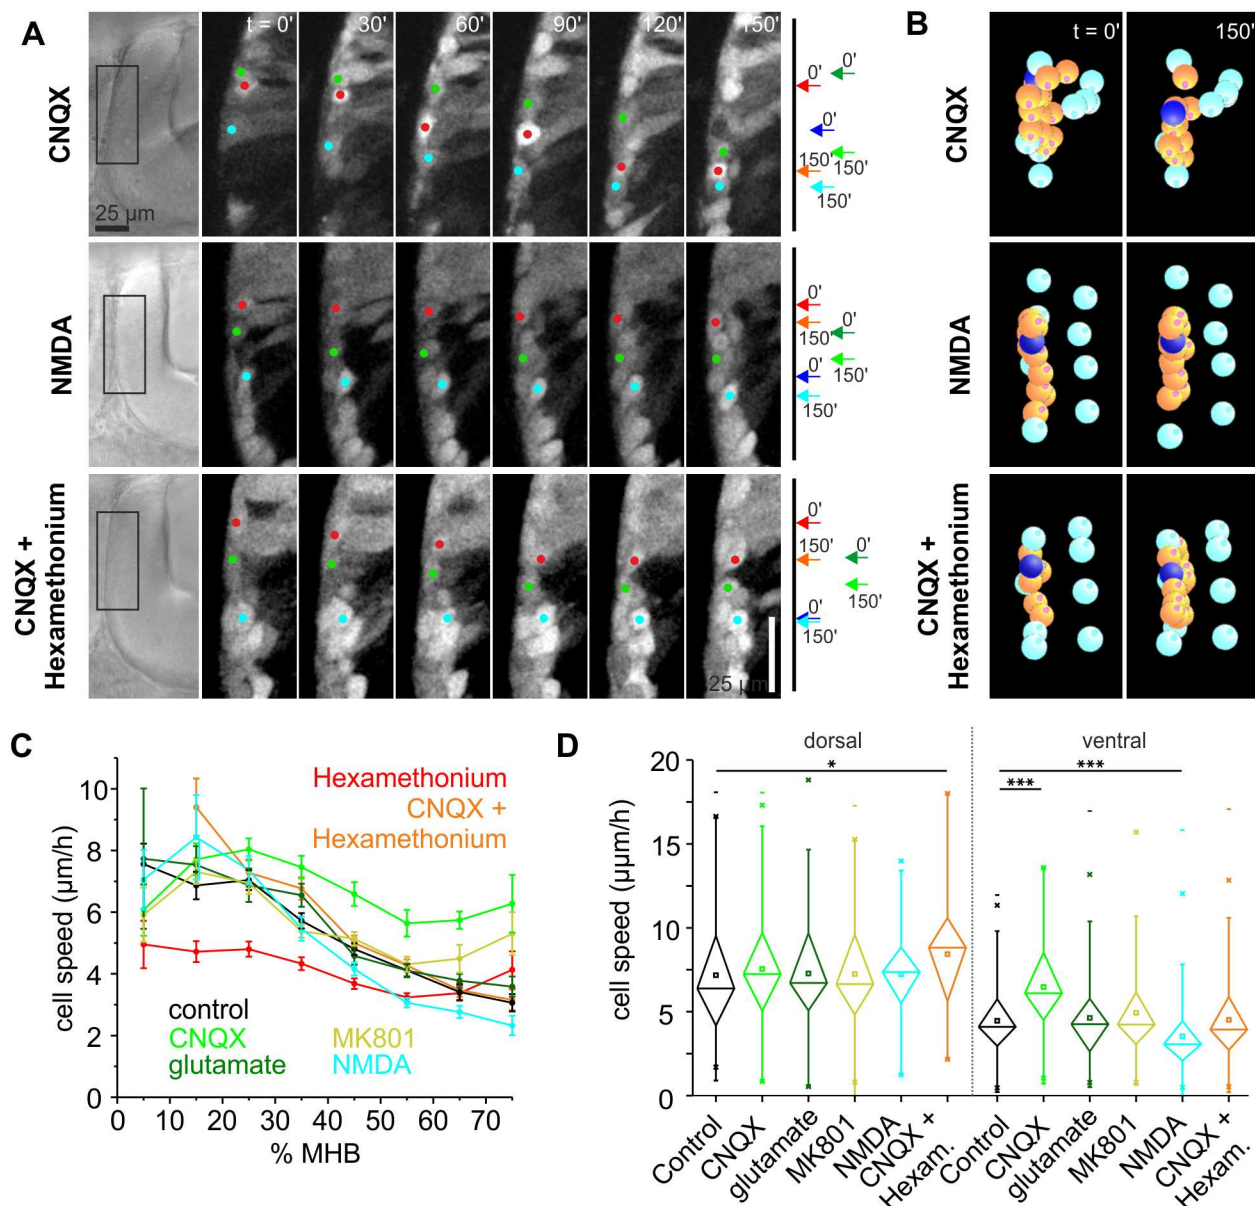 A
B
CNQX
t = 0'
30'
60'
90'
120'
150'
0'
0'
0'
150'
150'
150'
25 µm
CNQX
t = 0'
150'
NMDA
0'
150'
0'
0'
150'
150'
NMDA
CNQX +
Hexamethonium
0'
150'
0'
150'
0'
150'
25 µm
CNQX +
Hexamethonium
C
cell speed (µm/h)
10
8
6
4
2
0
0 10 20 30 40 50 60 70
% MHB
Hexamethonium
CNQX +
Hexamethonium
control
CNQX
MK801
glutamate
NMDA
D
dorsal
ventral
cell speed (µµm/h)
20
15
10
5
0
*
***
***
Control
CNQX
glutamate
MK801
NMDA
CNQX +
Hexam.
Control
CNQX
glutamate
MK801
NMDA
CNQX +
Hexam.